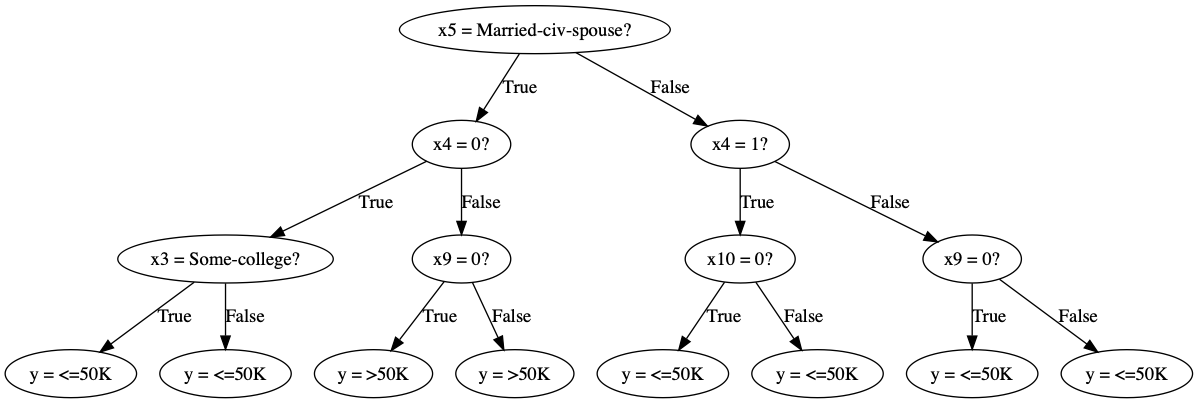 x5 = Married-civ-spouse?
True
False
x4 = 0?
x4 = 1?
True
False
True
False
x3 = Some-college?
x9 = 0?
x10 = 0?
x9 = 0?
True
False
True
False
True
False
True
False
y = <=50K
y = <=50K
y = >50K
y = >50K
y = <=50K
y = <=50K
y = <=50K
y = <=50K